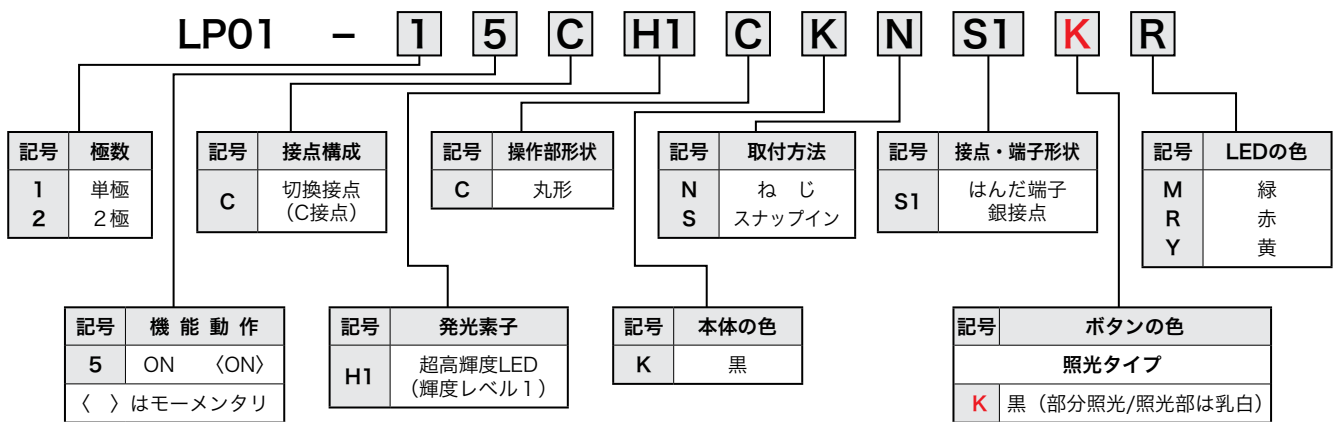 LP01 – 1 5 C H1 C K N S1 K R
記号 極数
1 単極
2 2極
記号 接点構成
C 切換接点
(C接点)
記号 操作部形状
C 丸形
記号 取付方法
N ね じ
S スナップイン
記号 接点・端子形状
S1 はんだ端子
銀接点
記号 LEDの色
M 緑
R 赤
Y 黄
記号 機 能 動 作
5 ON 〈ON〉
〈 〉はモーメンタリ
記号 発光素子
H1 超高輝度LED
(輝度レベル1)
記号 本体の色
K 黒
記号 ボタンの色
照光タイプ
K 黒(部分照光/照光部は乳白)